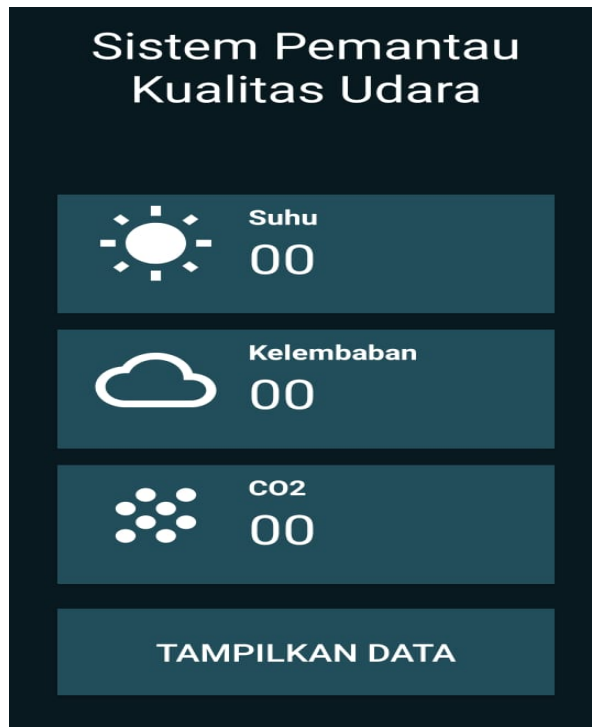 Sistem Pemantau
Kualitas Udara
Suhu
00
Kelembaban
00
CO2
00
TAMPILKAN DATA